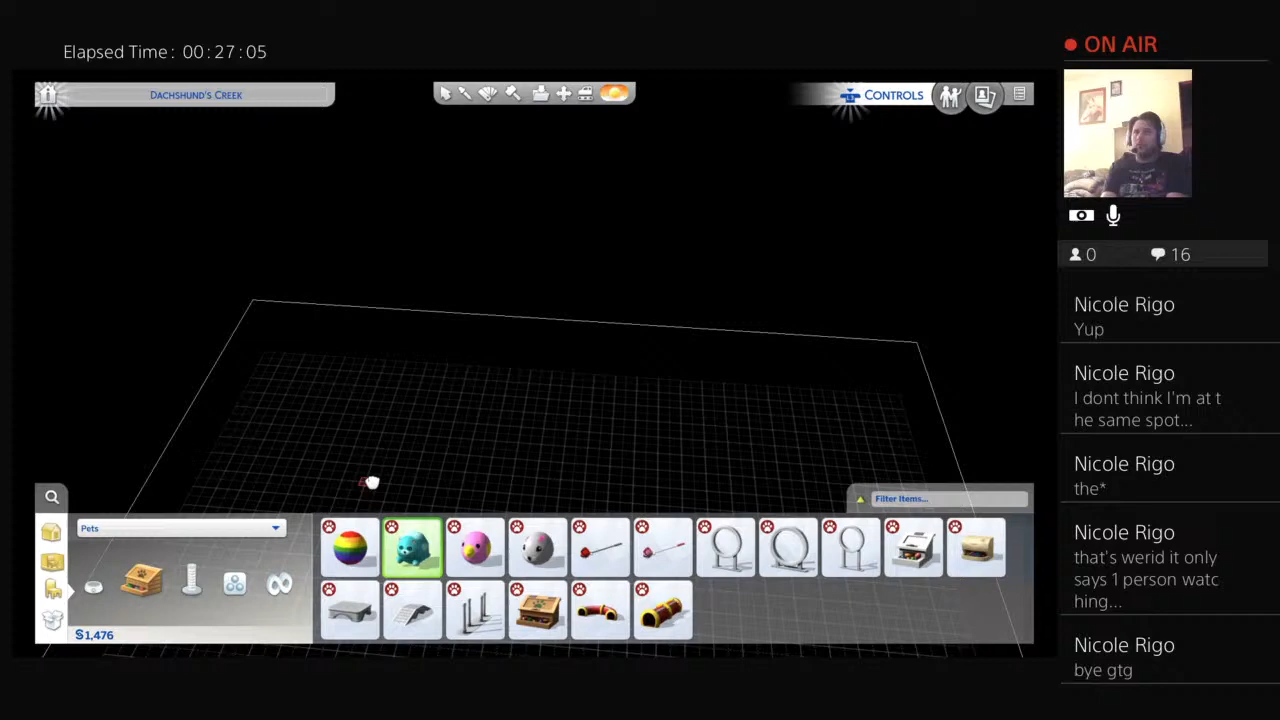 Elapsed Time: 00:27:05
ON AIR
DACHSHUND'S CREEK
CONTROLS
0
16
Nicole Rigo
Yup
Nicole Rigo
I dont think I'm at t
he same spot...
Nicole Rigo
the*
Nicole Rigo
that's werid it only
says 1 person watc
hing...
Nicole Rigo
bye gtg
Filter Items...
Pets
§1,476